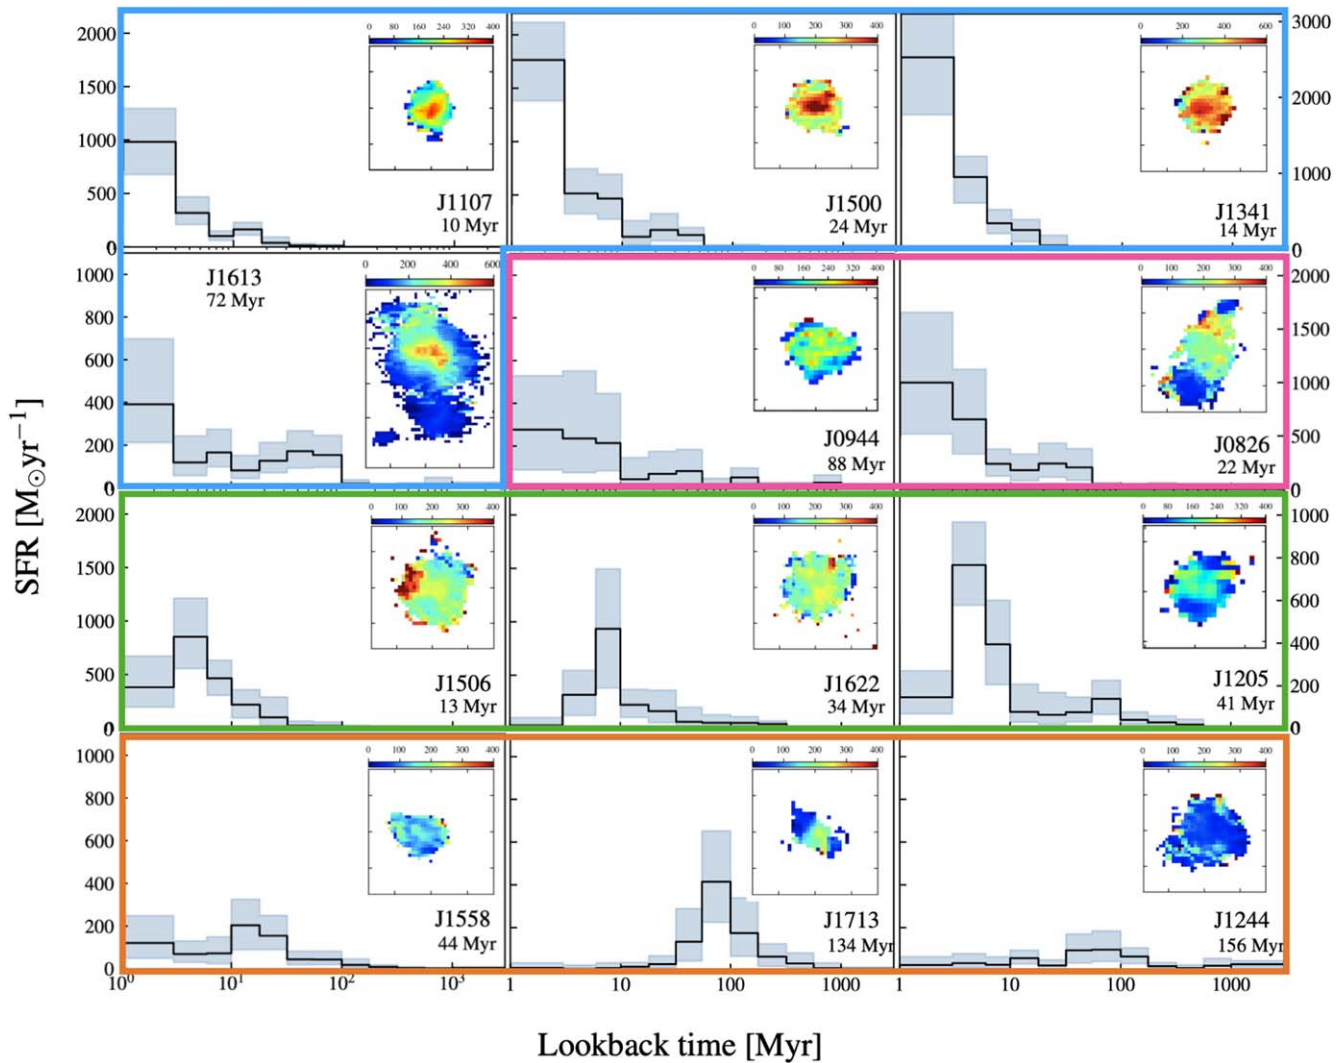 0 80 160 240 320 400
0 100 200 300 400
0 200 400 600
2000
1500
1000
500
0
3000
2000
1000
0
J1107
10 Myr
J1500
24 Myr
J1341
14 Myr
J1613
72 Myr
0 200 400 600
0 80 160 240 320 400
0 100 200 300 400
1000
800
600
400
200
0
2000
1500
1000
500
0
J0944
88 Myr
J0826
22 Myr
SFR [M⊙yr−1]
0 100 200 300 400
0 100 200 300 400
0 80 160 240 320 400
2000
1500
1000
500
0
1000
800
600
400
200
0
J1506
13 Myr
J1622
34 Myr
J1205
41 Myr
0 100 200 300 400
0 100 200 300 400
0 100 200 300 400
1000
800
600
400
200
0
J1558
44 Myr
J1713
134 Myr
J1244
156 Myr
10⁰ 10¹ 10² 10³
1 10 100 1000
1 10 100 1000
Lookback time [Myr]